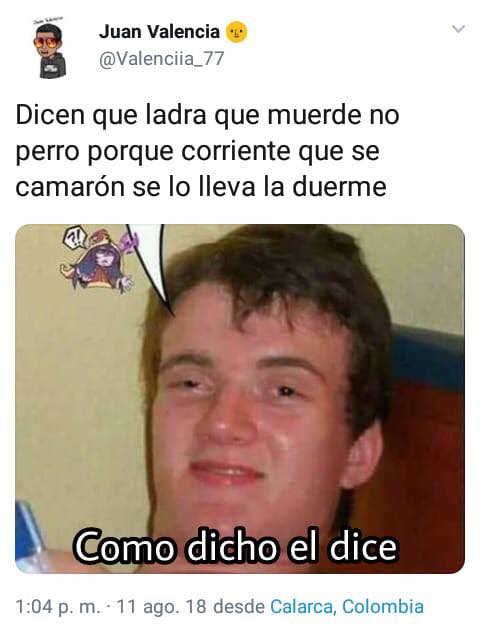 Juan Valencia
@Valenciia_77
Dicen que ladra que muerde no
perro porque corriente que se
camarón se lo lleva la duerme
?!
Como dicho el dice
1:04 p. m. · 11 ago. 18 desde Calarca, Colombia